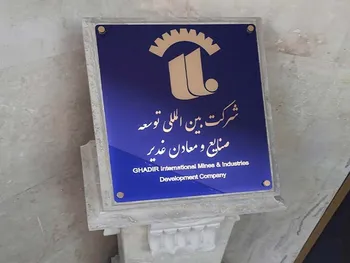 شرکت بین المللی توسعه
صنایع و معادن غدیر
GHADIR International Mines & Industries
Development Company